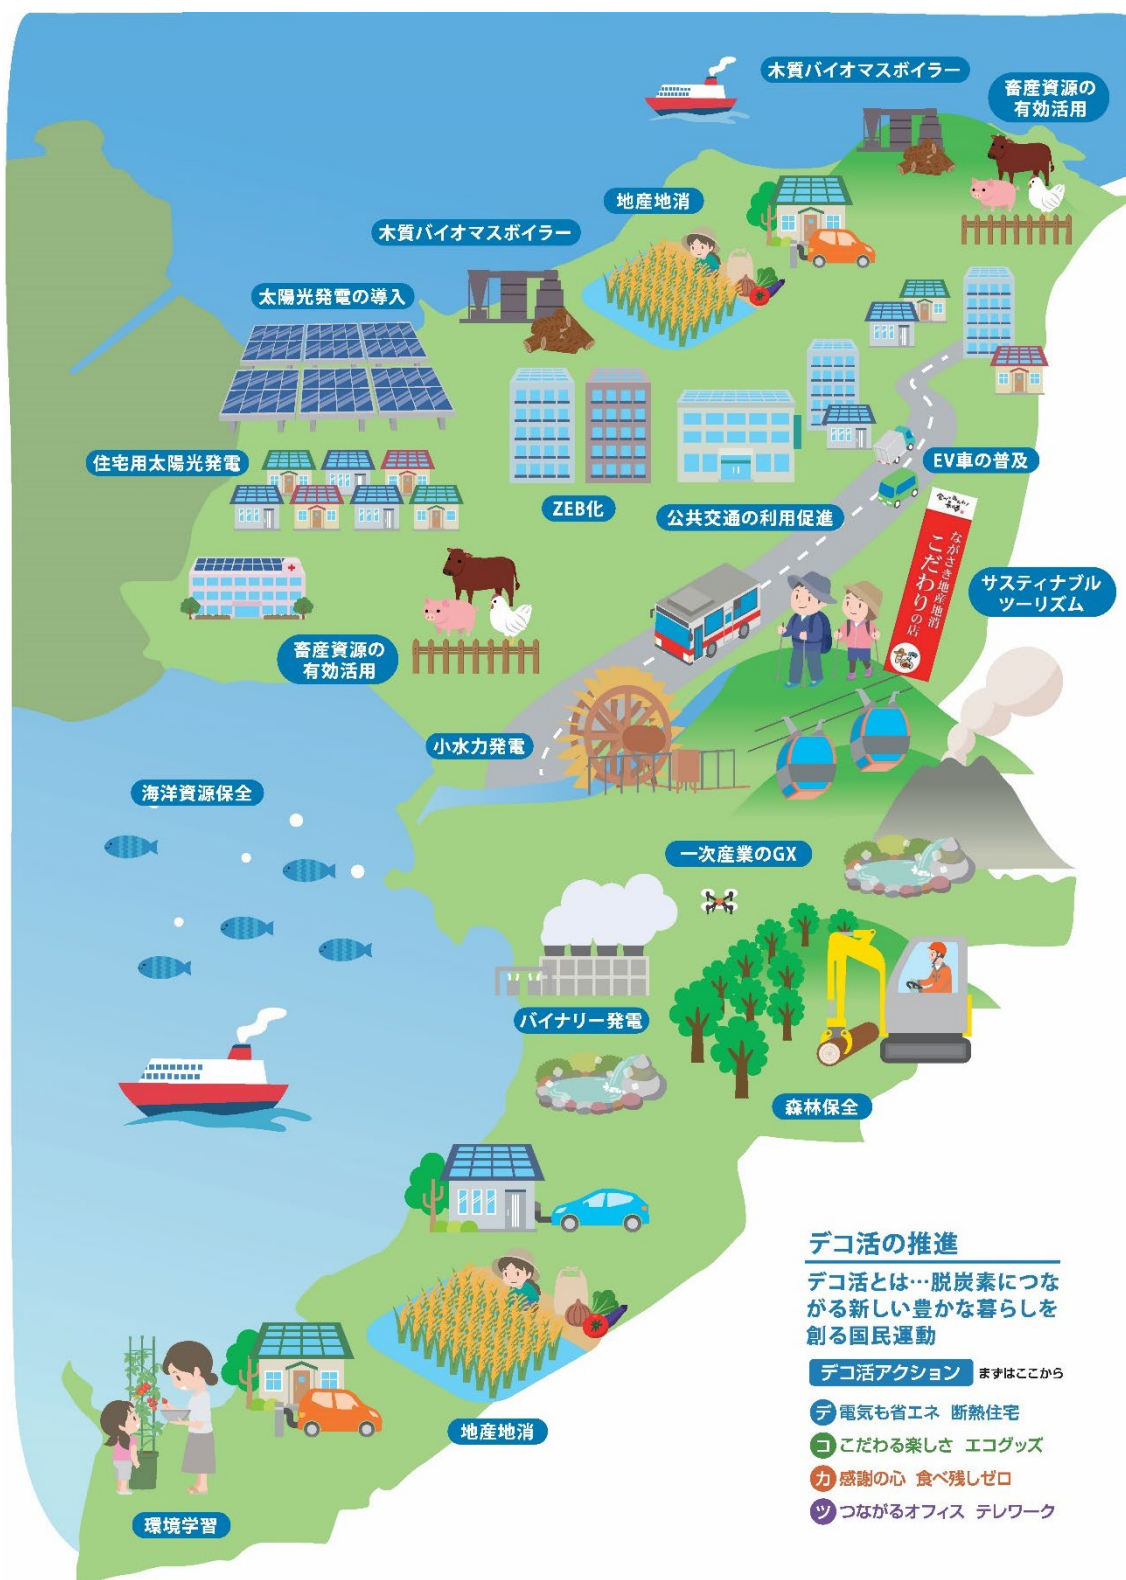 木質バイオマスボイラー
畜産資源の
有効活用
地産地消
木質バイオマスボイラー
太陽光発電の導入
住宅用太陽光発電
ZEB化
公共交通の利用促進
EV車の普及
ながさき地産地消
こだわりの店
サスティナブル
ツーリズム
畜産資源の
有効活用
小水力発電
海洋資源保全
一次産業のGX
バイナリー発電
森林保全
デコ活の推進
デコ活とは…脱炭素につな
がる新しい豊かな暮らしを
創る国民運動
デコ活アクション まずはここから
デ 電気も省エネ 断熱住宅
コ こだわる楽しさ エコグッズ
カ 感謝の心 食べ残しゼロ
ツ つながるオフィス テレワーク
地産地消
環境学習